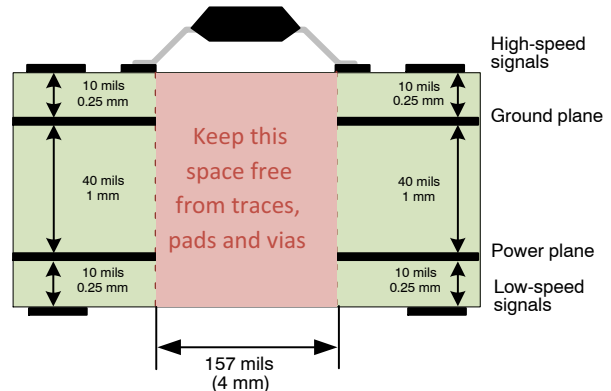 High-speed
signals
10 mils
0.25 mm
10 mils
0.25 mm
Ground plane
Keep this
space free
from traces,
pads and vias
40 mils
1 mm
40 mils
1 mm
Power plane
10 mils
0.25 mm
10 mils
0.25 mm
Low-speed
signals
157 mils
(4 mm)